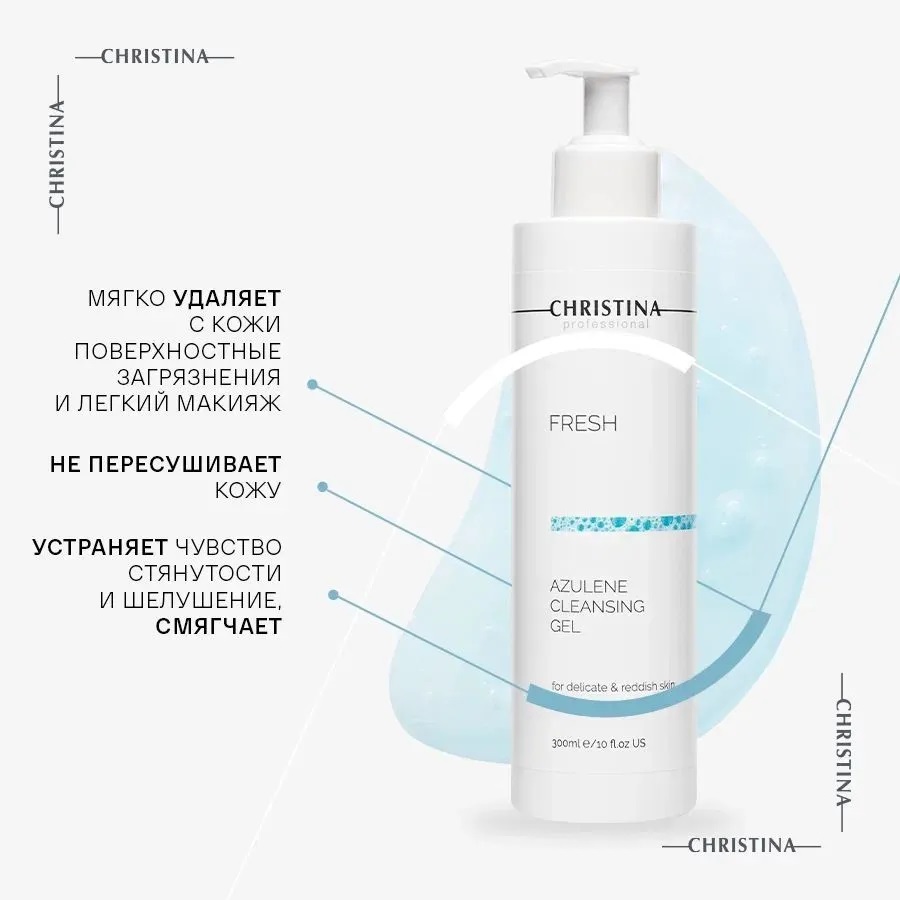 CHRISTINA
CHRISTINA
МЯГКО УДАЛЯЕТ
С КОЖИ
ПОВЕРХНОСТНЫЕ
ЗАГРЯЗНЕНИЯ
И ЛЕГКИЙ МАКИЯЖ
НЕ ПЕРЕСУШИВАЕТ
КОЖУ
УСТРАНЯЕТ ЧУВСТВО
СТЯНУТОСТИ
И ШЕЛУШЕНИЕ,
СМЯГЧАЕТ
CHRISTINA
professional
FRESH
AZULENE
CLEANSING
GEL
for delicate & reddish skin
300ml e/10 fl.oz US
CHRISTINA
CHRISTINA